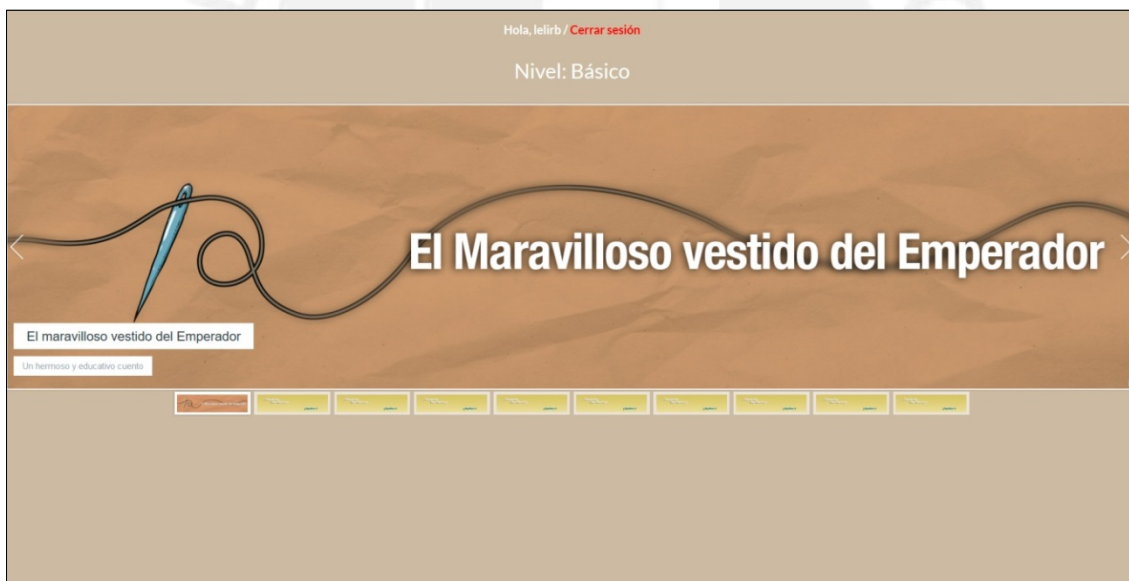 Hola, lelirb / Cerrar sesión
Nivel: Básico
El Maravilloso vestido del Emperador
El maravilloso vestido del Emperador
Un hermoso y educativo cuento